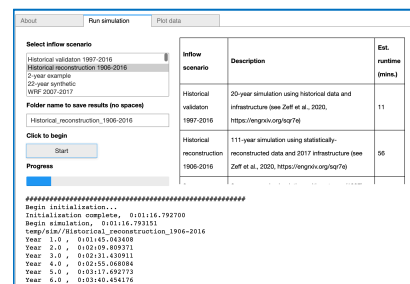 About
Run simulation
Plot data
Select inflow scenario
Historical validaton 1997-2016
Historical reconstruction 1906-2016
2-year example
22-year synthetic
WRF 2007-2017
Folder name to save results (no spaces)
Historical_reconstruction_1906-2016
Click to begin
Start
Progress
Inflow scenario
Description
Est. runtime (mins.)
Historical validaton 1997-2016
20-year simulation using historical data and infrastructure (see Zeff et al., 2020, https://engrxiv.org/sqr7e)
11
Historical reconstruction 1906-2016
111-year simulation using statistically-reconstructed data and 2017 infrastructure (see Zeff et al., 2020, https://engrxiv.org/sqr7e)
56
######################################################
Begin initialization...
Initialization complete,  0:01:16.792700
Begin simulation,  0:01:16.793151
temp/sim//Historical_reconstruction_1906-2016
Year  1.0 ,  0:01:45.043408
Year  2.0 ,  0:02:09.809371
Year  3.0 ,  0:02:31.430911
Year  4.0 ,  0:02:55.068084
Year  5.0 ,  0:03:17.692773
Year  6.0 ,  0:03:40.454176